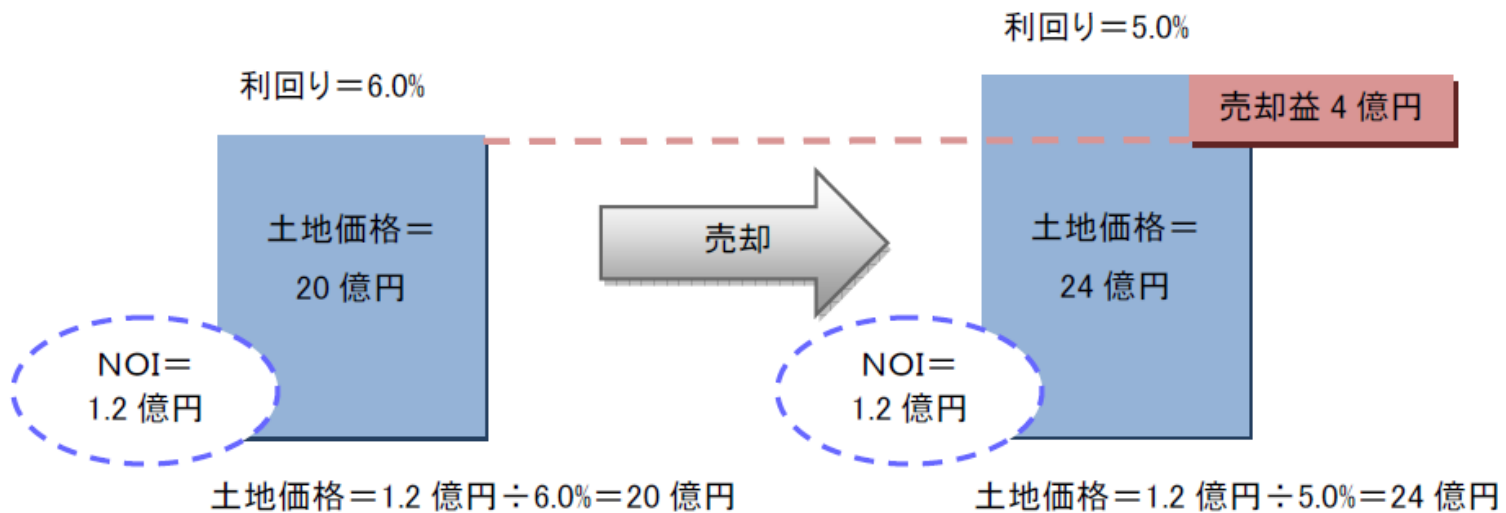 利回り＝6.0%
土地価格＝
20 億円
NOI＝
1.2 億円
土地価格＝1.2 億円÷6.0%＝20 億円
売却
利回り＝5.0%
売却益 4 億円
土地価格＝
24 億円
NOI＝
1.2 億円
土地価格＝1.2 億円÷5.0%＝24 億円